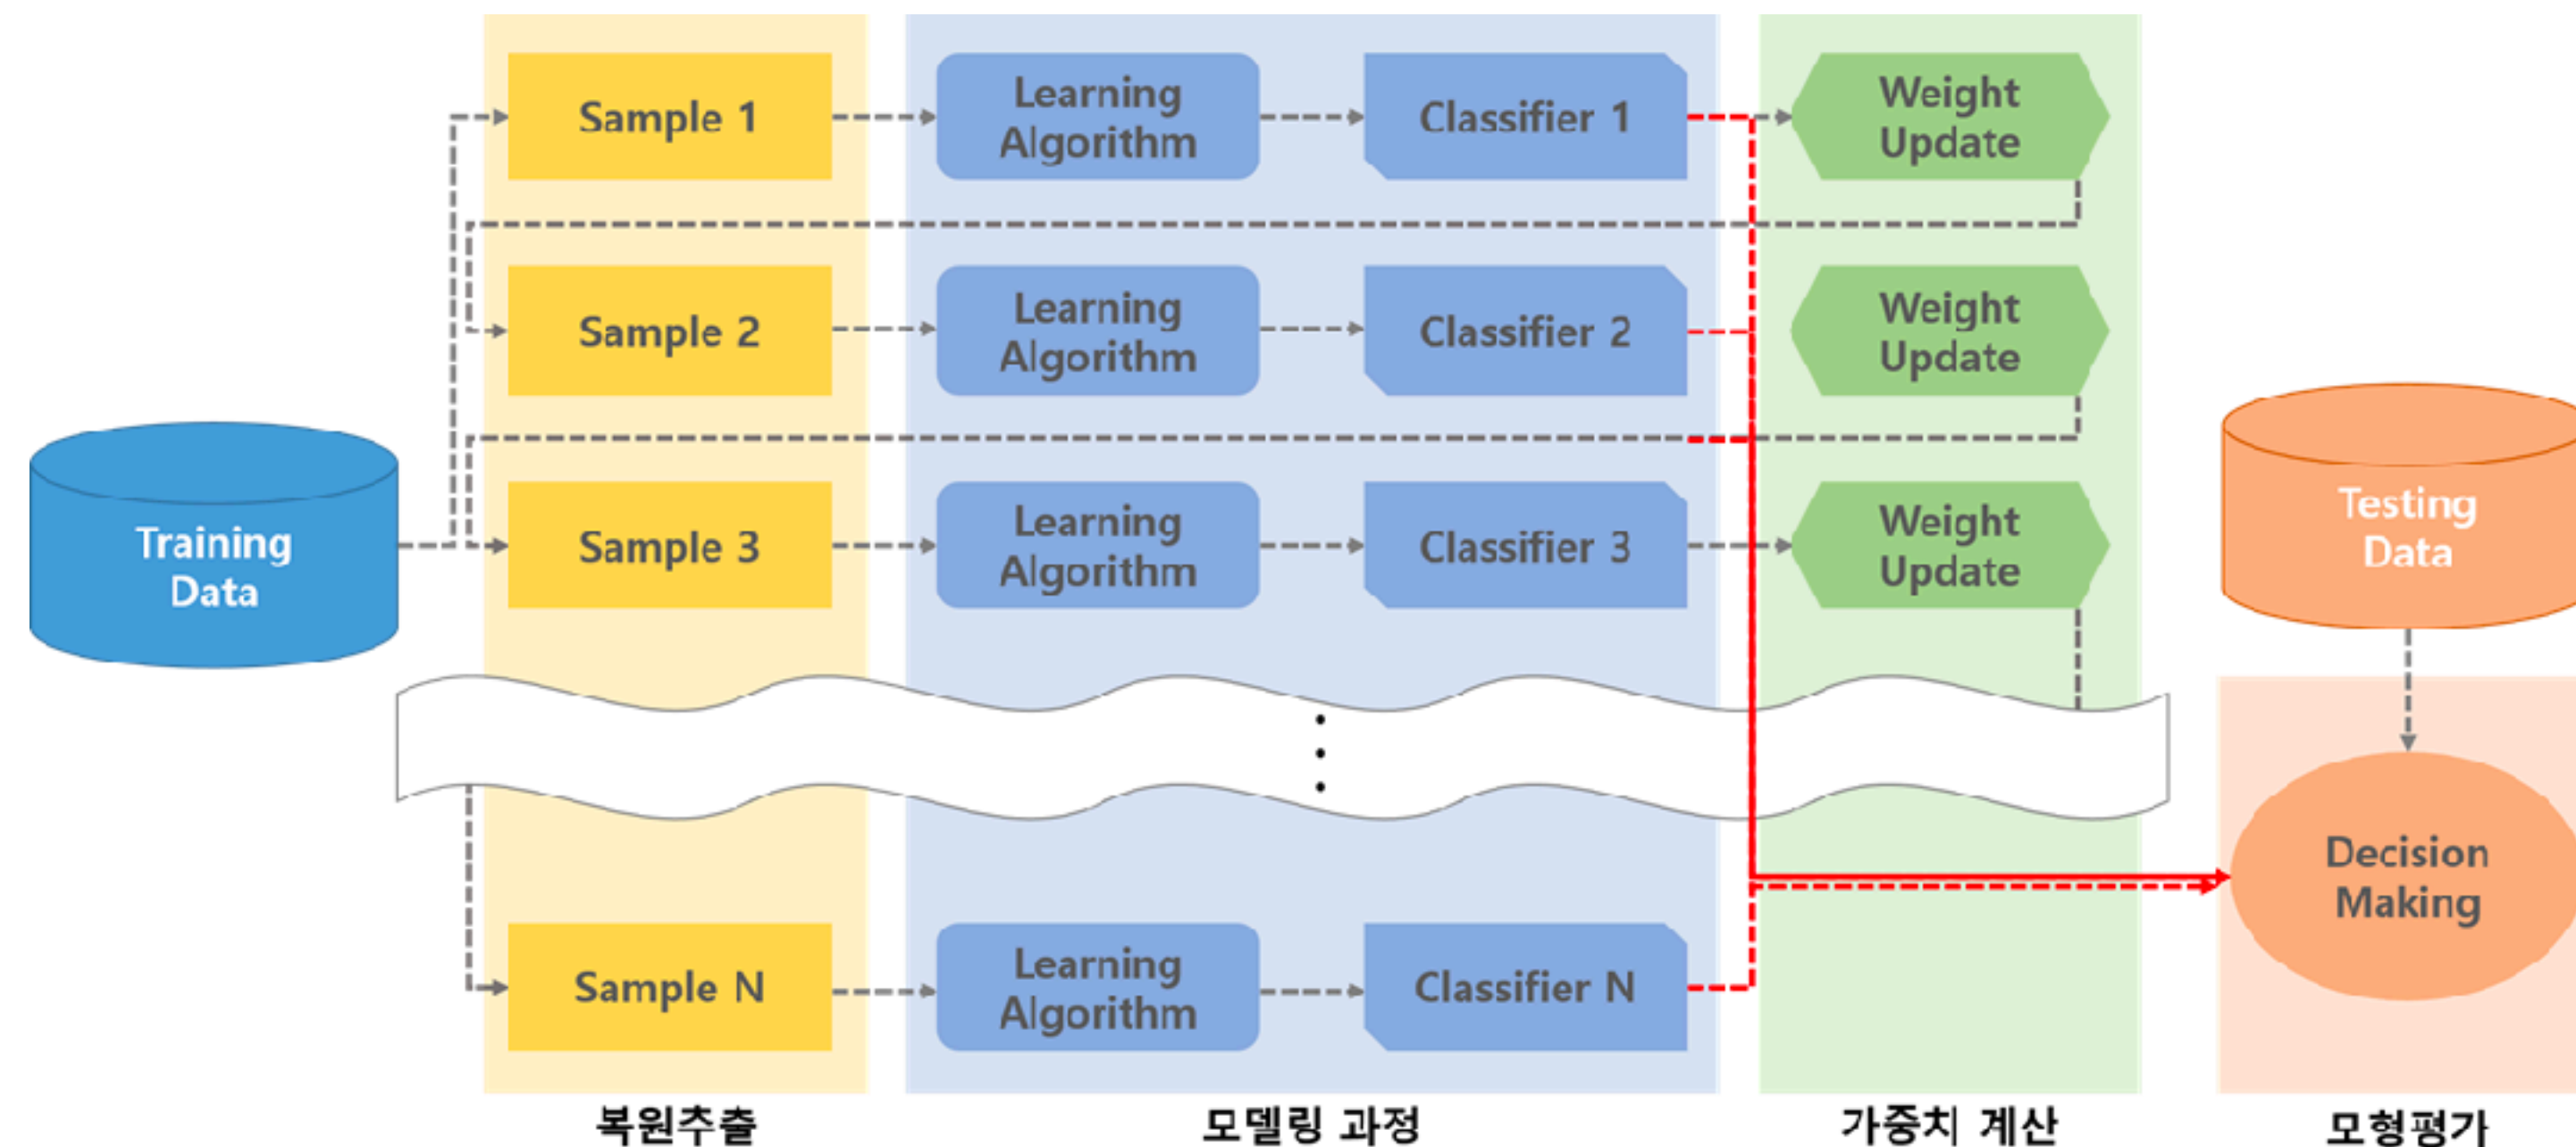 Sample 1
Learning
Algorithm
Classifier 1
Weight
Update
Sample 2
Learning
Algorithm
Classifier 2
Weight
Update
Training
Data
Sample 3
Learning
Algorithm
Classifier 3
Weight
Update
Testing
Data
Decision
Making
Sample N
Learning
Algorithm
Classifier N
복원추출
모델링 과정
가중치 계산
모형평가